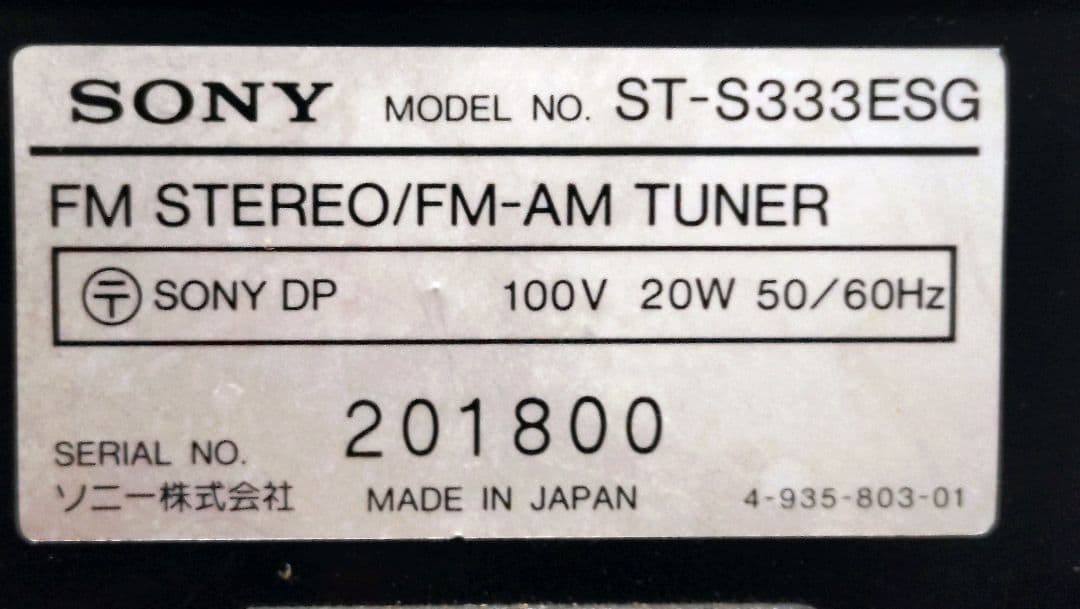 SONY MODEL NO. ST-S333ESG
FM STEREO/FM-AM TUNER
〶 SONY DP 100V 20W 50/60Hz
SERIAL NO. 201800
ソニー株式会社 MADE IN JAPAN 4-935-803-01